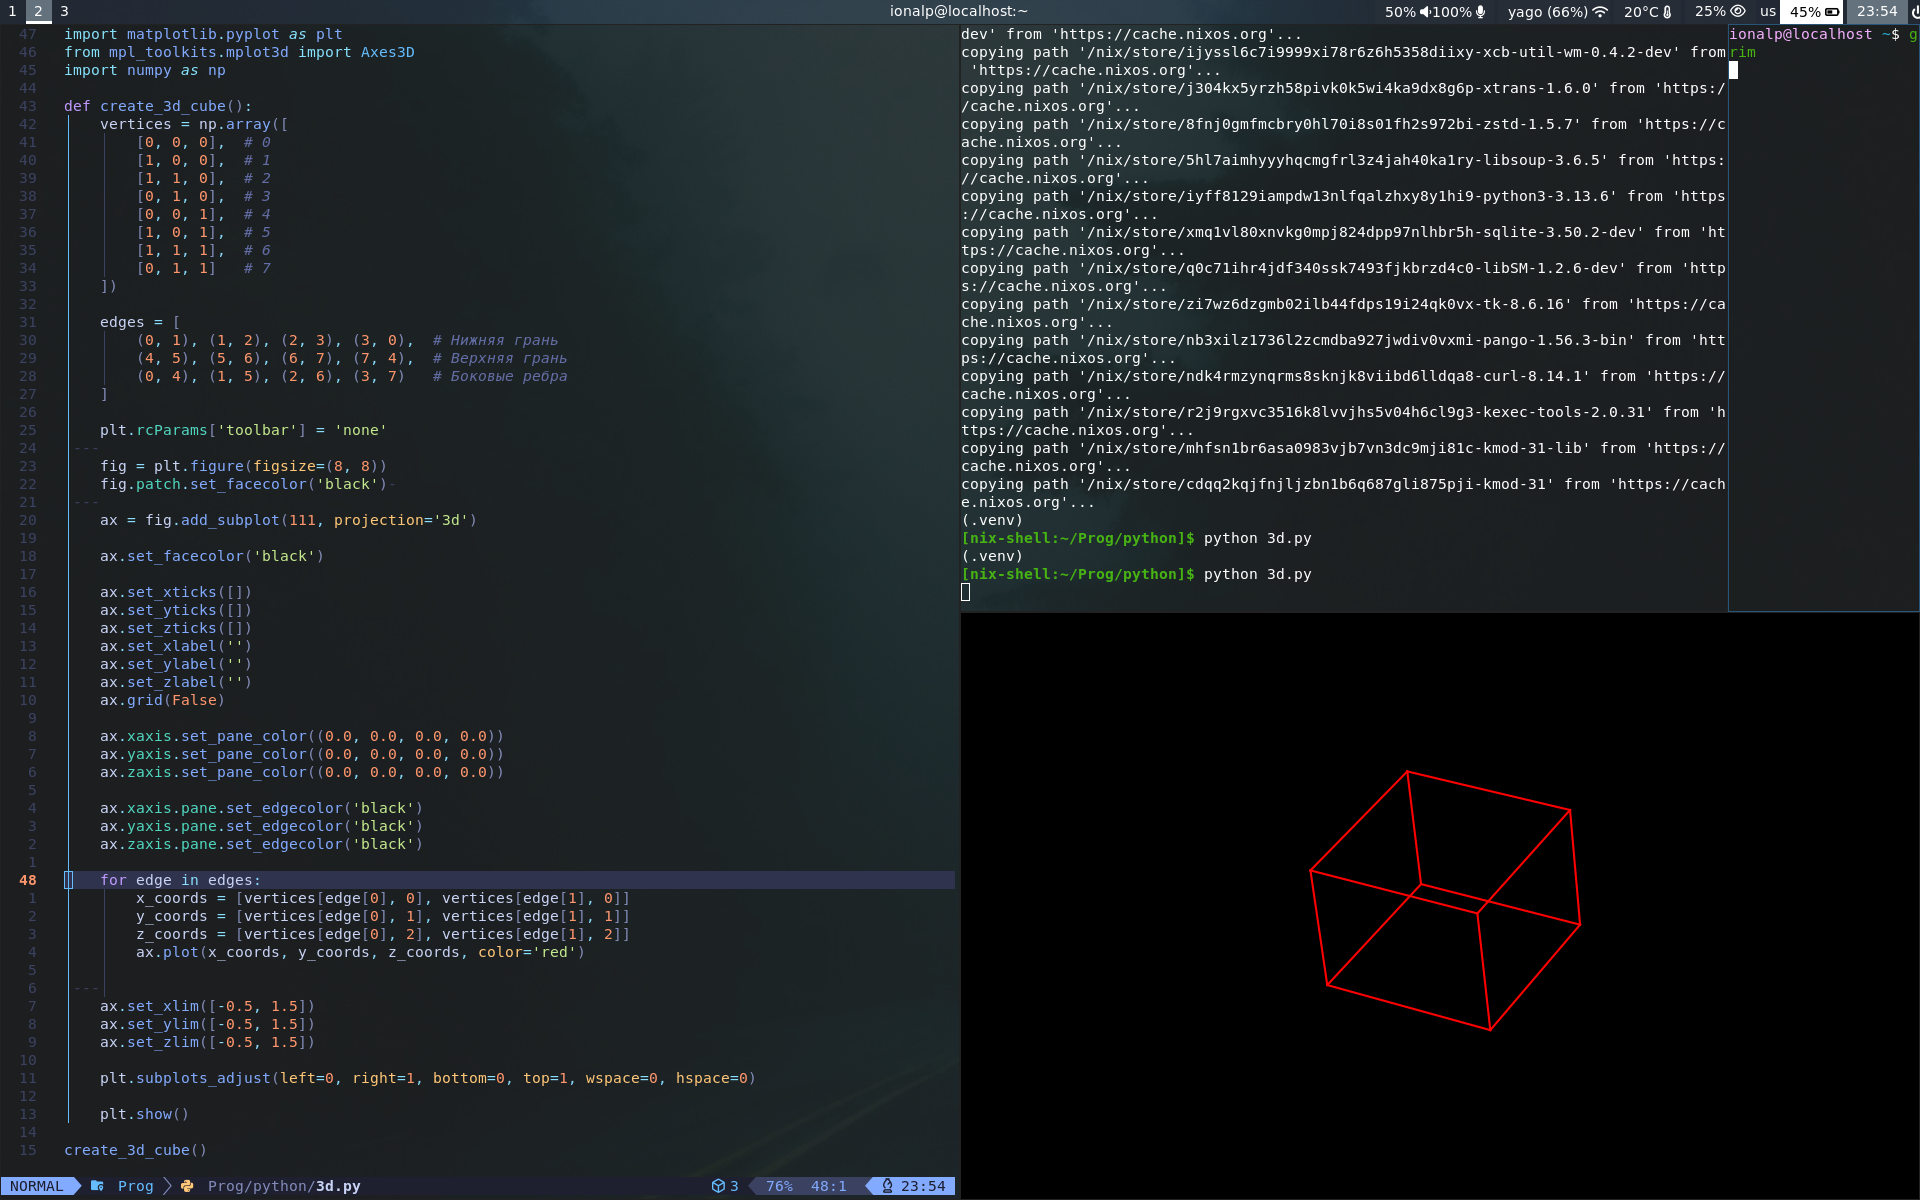 1 2 3 ionalp@localhost:~ 50% 100% yago (66%) 20°C 25% us 45% 23:54
47 import matplotlib.pyplot as plt
46 from mpl_toolkits.mplot3d import Axes3D
45 import numpy as np
44
43 def create_3d_cube():
42 vertices = np.array([
41 [0, 0, 0], # 0
40 [1, 0, 0], # 1
39 [1, 1, 0], # 2
38 [0, 1, 0], # 3
37 [0, 0, 1], # 4
36 [1, 0, 1], # 5
35 [1, 1, 1], # 6
34 [0, 1, 1] # 7
33 ])
32
31 edges = [
30 (0, 1), (1, 2), (2, 3), (3, 0), # Нижняя грань
29 (4, 5), (5, 6), (6, 7), (7, 4), # Верхняя грань
28 (0, 4), (1, 5), (2, 6), (3, 7) # Боковые ребра
27 ]
26
25 plt.rcParams['toolbar'] = 'none'
24 ---
23 fig = plt.figure(figsize=(8, 8))
22 fig.patch.set_facecolor('black')-
21 ---
20 ax = fig.add_subplot(111, projection='3d')
19
18 ax.set_facecolor('black')
17
16 ax.set_xticks([])
15 ax.set_yticks([])
14 ax.set_zticks([])
13 ax.set_xlabel('')
12 ax.set_ylabel('')
11 ax.set_zlabel('')
10 ax.grid(False)
9
8 ax.xaxis.set_pane_color((0.0, 0.0, 0.0, 0.0))
7 ax.yaxis.set_pane_color((0.0, 0.0, 0.0, 0.0))
6 ax.zaxis.set_pane_color((0.0, 0.0, 0.0, 0.0))
5
4 ax.xaxis.pane.set_edgecolor('black')
3 ax.yaxis.pane.set_edgecolor('black')
2 ax.zaxis.pane.set_edgecolor('black')
1
48 for edge in edges:
1 x_coords = [vertices[edge[0], 0], vertices[edge[1], 0]]
2 y_coords = [vertices[edge[0], 1], vertices[edge[1], 1]]
3 z_coords = [vertices[edge[0], 2], vertices[edge[1], 2]]
4 ax.plot(x_coords, y_coords, z_coords, color='red')
5
6 ---
7 ax.set_xlim([-0.5, 1.5])
8 ax.set_ylim([-0.5, 1.5])
9 ax.set_zlim([-0.5, 1.5])
10
11 plt.subplots_adjust(left=0, right=1, bottom=0, top=1, wspace=0, hspace=0)
12
13 plt.show()
14
15 create_3d_cube()
NORMAL Prog Prog/python/3d.py 3 76% 48:1 23:54
dev' from 'https://cache.nixos.org'...
copying path '/nix/store/ijyssl6c7i9999xi78r6z6h5358diixy-xcb-util-wm-0.4.2-dev' from
'https://cache.nixos.org'...
copying path '/nix/store/j304kx5yrzh58pivk0k5wi4ka9dx8g6p-xtrans-1.6.0' from 'https:/
/cache.nixos.org'...
copying path '/nix/store/8fnj0gmfmcbry0hl70i8s01fh2s972bi-zstd-1.5.7' from 'https://c
ache.nixos.org'...
copying path '/nix/store/5hl7aimhyyyhqcmgfrl3z4jah40ka1ry-libsoup-3.6.5' from 'https:
//cache.nixos.org'...
copying path '/nix/store/iyff8129iampdw13nlfqalzhxy8y1hi9-python3-3.13.6' from 'https
://cache.nixos.org'...
copying path '/nix/store/xmq1vl80xnvkg0mpj824dpp97nlhbr5h-sqlite-3.50.2-dev' from 'ht
tps://cache.nixos.org'...
copying path '/nix/store/q0c71ihr4jdf340ssk7493fjkbrzd4c0-libSM-1.2.6-dev' from 'http
s://cache.nixos.org'...
copying path '/nix/store/zi7wz6dzgmb02ilb44fdps19i24qk0vx-tk-8.6.16' from 'https://ca
che.nixos.org'...
copying path '/nix/store/nb3xilz1736l2zcmdba927jwdiv0vxmi-pango-1.56.3-bin' from 'htt
ps://cache.nixos.org'...
copying path '/nix/store/ndk4rmzynqrms8sknjk8viibd6lldqa8-curl-8.14.1' from 'https://
cache.nixos.org'...
copying path '/nix/store/r2j9rgxvc3516k8lvvjhs5v04h6cl9g3-kexec-tools-2.0.31' from 'h
ttps://cache.nixos.org'...
copying path '/nix/store/mhfsn1br6asa0983vjb7vn3dc9mji81c-kmod-31-lib' from 'https://
cache.nixos.org'...
copying path '/nix/store/cdqq2kqjfnjljzbn1b6q687gli875pji-kmod-31' from 'https://cach
e.nixos.org'...
(.venv)
[nix-shell:~/Prog/python]$ python 3d.py
(.venv)
[nix-shell:~/Prog/python]$ python 3d.py
ionalp@localhost ~$ g
rim